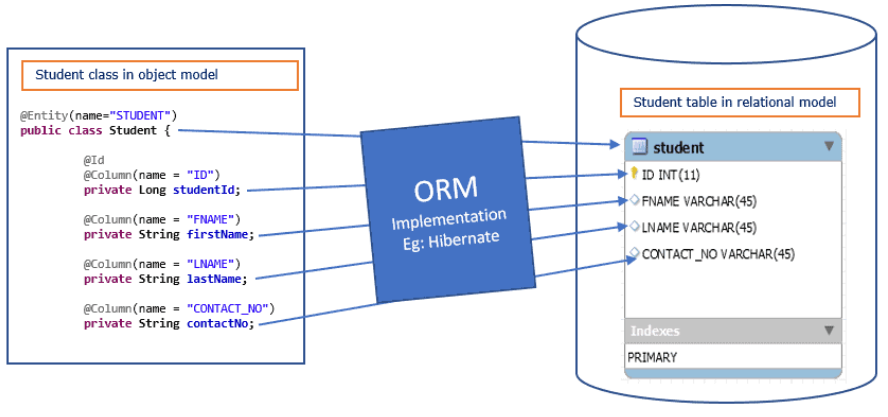 Student class in object model
@Entity(name="STUDENT")
public class Student {
@Id
@Column(name = "ID")
private Long studentId;
@Column(name = "FNAME")
private String firstName;
@Column(name = "LNAME")
private String lastName;
@Column(name = "CONTACT_NO")
private String contactNo;
ORM
Implementation
Eg: Hibernate
Student table in relational model
student
ID INT(11)
FNAME VARCHAR(45)
LNAME VARCHAR(45)
CONTACT_NO VARCHAR(45)
Indexes
PRIMARY